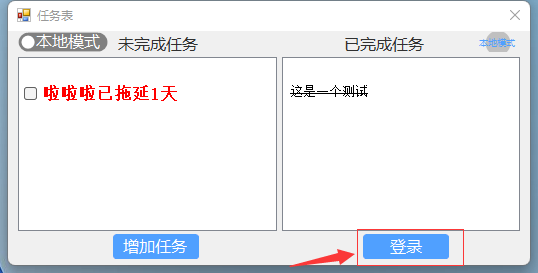 任务表
本地模式
未完成任务
已完成任务
本地模式
啦啦啦已拖延1天
这是一个测试
增加任务
登录